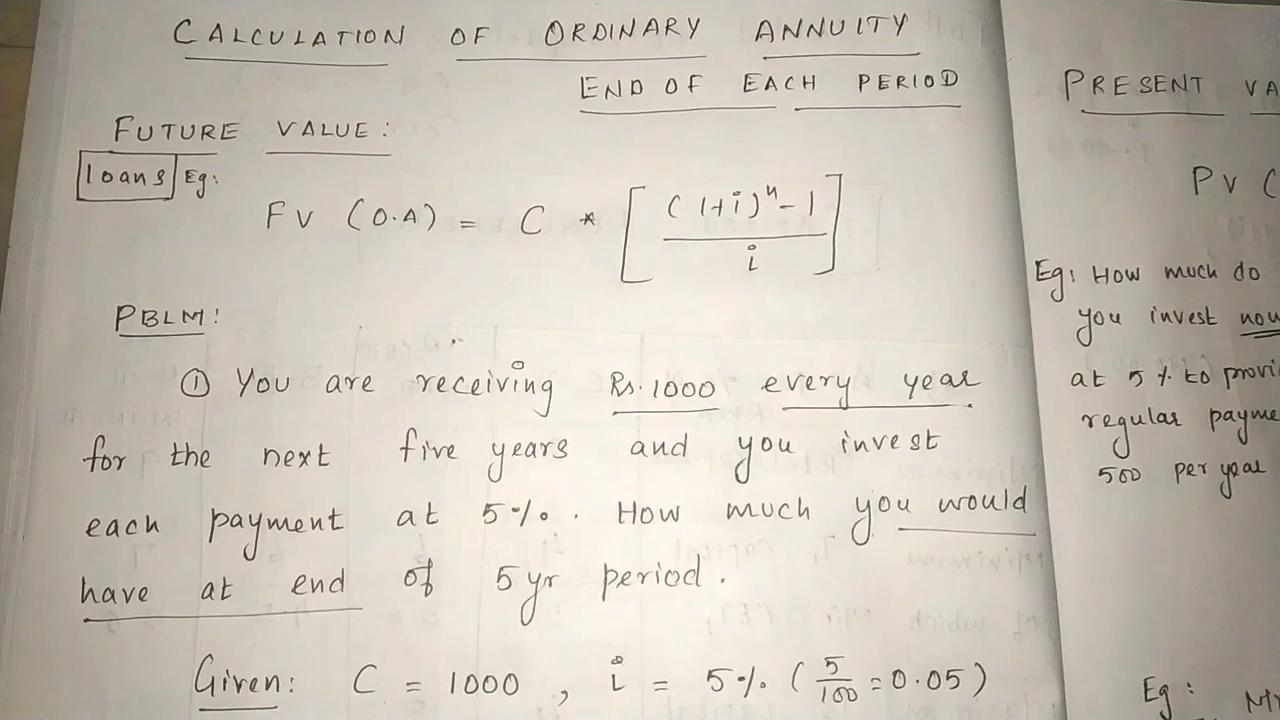 CALCULATION OF ORDINARY ANNUITY
END OF EACH PERIOD
FUTURE VALUE:
loans Eg:
FV (O.A) = C * [ (1+i)^n - 1 / i ]
PBLM:
① You are receiving Rs. 1000 every year
for the next five years and you invest
each payment at 5%. How much you would
have at end of 5 yr period.
Given: C = 1000, i = 5% (5/100 = 0.05)
PRESENT VA
PV (
Eg: How much do
you invest now
at 5% to provi
regular payme
500 per year
Eg: